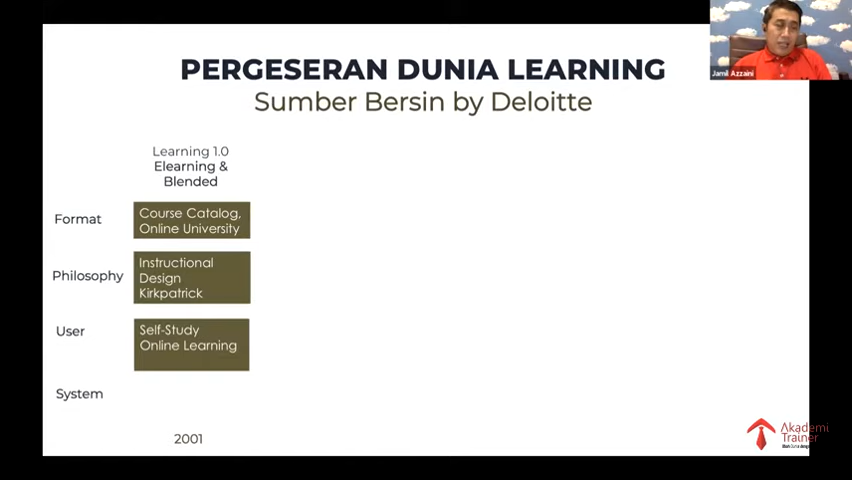 PERGESERAN DUNIA LEARNING
Sumber Bersin by Deloitte
Jamil Azzaini
Learning 1.0
Elearning &
Blended
Format
Course Catalog,
Online University
Philosophy
Instructional
Design
Kirkpatrick
User
Self-Study
Online Learning
System
2001
Akademi
Trainer